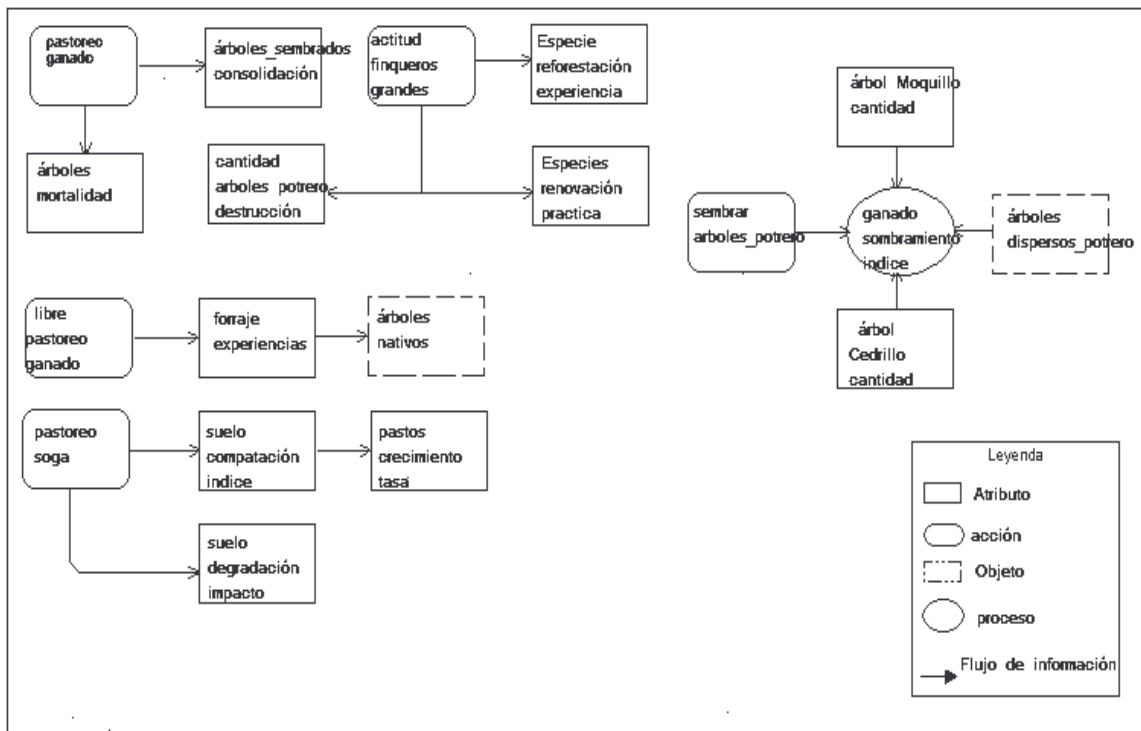 pastoreo
ganado
árboles_sembrados
consolidación
actitud
finqueros
grandes
Especie
reforestación
experiencia
árboles
mortalidad
cantidad
arboles_potrero
destrucción
Especies
renovación
practica
árbol Moquillo
cantidad
sembrar
arboles_potrero
ganado
sombramiento
indice
árboles
dispersos_potrero
árbol
Cedrillo
cantidad
libre
pastoreo
ganado
forraje
experiencias
árboles
nativos
pastoreo
soga
suelo
compatación
indice
pastos
crecimiento
tasa
suelo
degradación
impacto
Leyenda
Atributo
acción
Objeto
proceso
Flujo de información